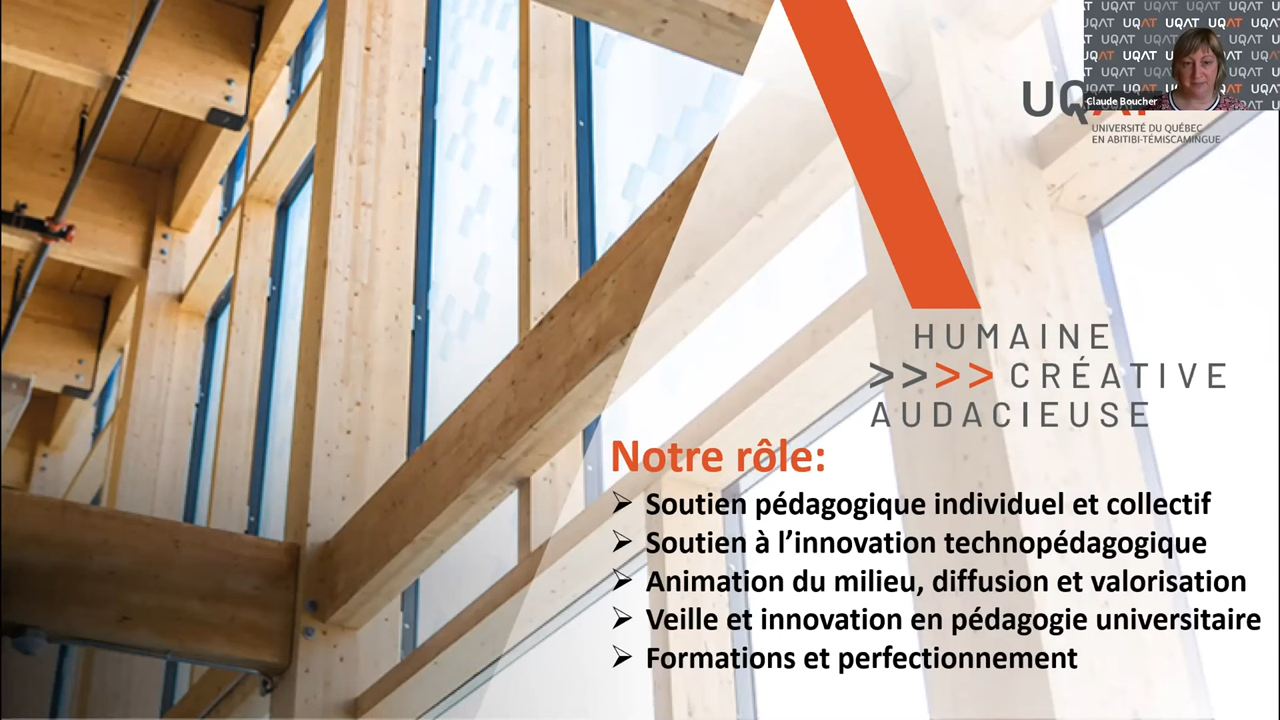 UQAT UQAT UQAT UQAT
UQAT
Claude Boucher
UNIVERSITÉ DU QUÉBEC
EN ABITIBI-TÉMISCAMINGUE
HUMAINE
>>>> CRÉATIVE
AUDACIEUSE
Notre rôle:
➢ Soutien pédagogique individuel et collectif
➢ Soutien à l’innovation technopédagogique
➢ Animation du milieu, diffusion et valorisation
➢ Veille et innovation en pédagogie universitaire
➢ Formations et perfectionnement